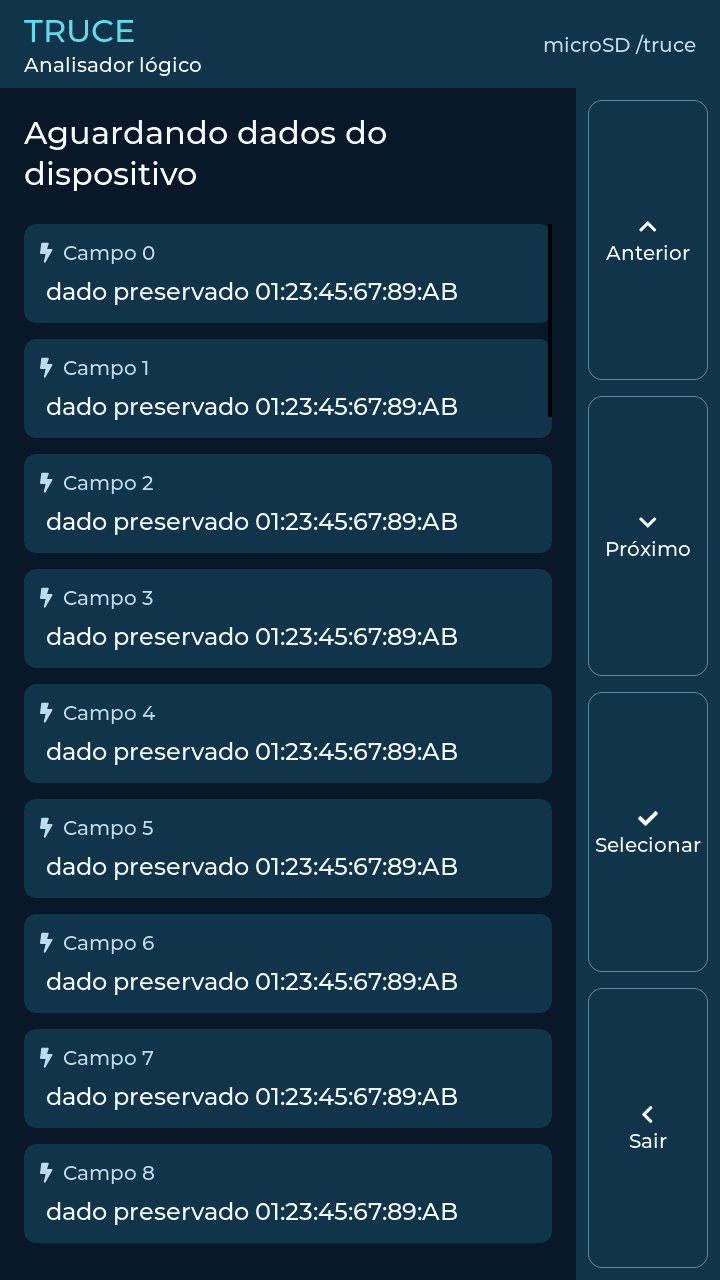 TRUCE
Analisador lógico
microSD /truce
Aguardando dados do
dispositivo
Campo 0
dado preservado 01:23:45:67:89:AB
Campo 1
dado preservado 01:23:45:67:89:AB
Campo 2
dado preservado 01:23:45:67:89:AB
Campo 3
dado preservado 01:23:45:67:89:AB
Campo 4
dado preservado 01:23:45:67:89:AB
Campo 5
dado preservado 01:23:45:67:89:AB
Campo 6
dado preservado 01:23:45:67:89:AB
Campo 7
dado preservado 01:23:45:67:89:AB
Campo 8
dado preservado 01:23:45:67:89:AB
Anterior
Próximo
Selecionar
Sair